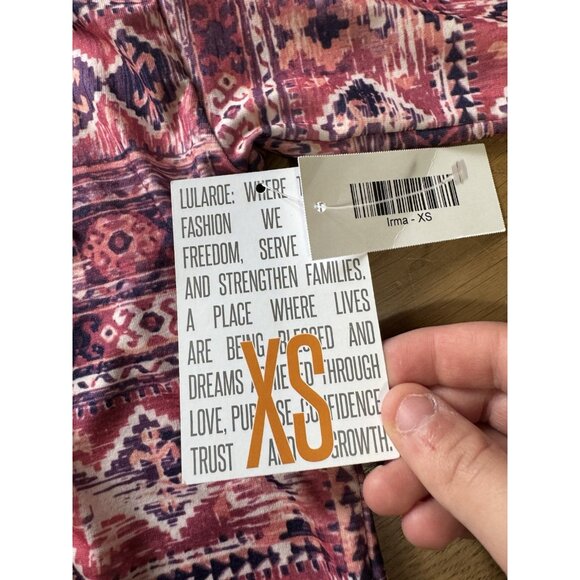 LULAROE: WHERE
FASHION WE
FREEDOM, SERVE
AND STRENGTHEN FAMILIES.
A PLACE WHERE LIVES
ARE BEING BLESSED AND
DREAMS THROUGH
LOVE, CONFIDENCE
TRUST AND GROWTH.
XS
Irma - XS